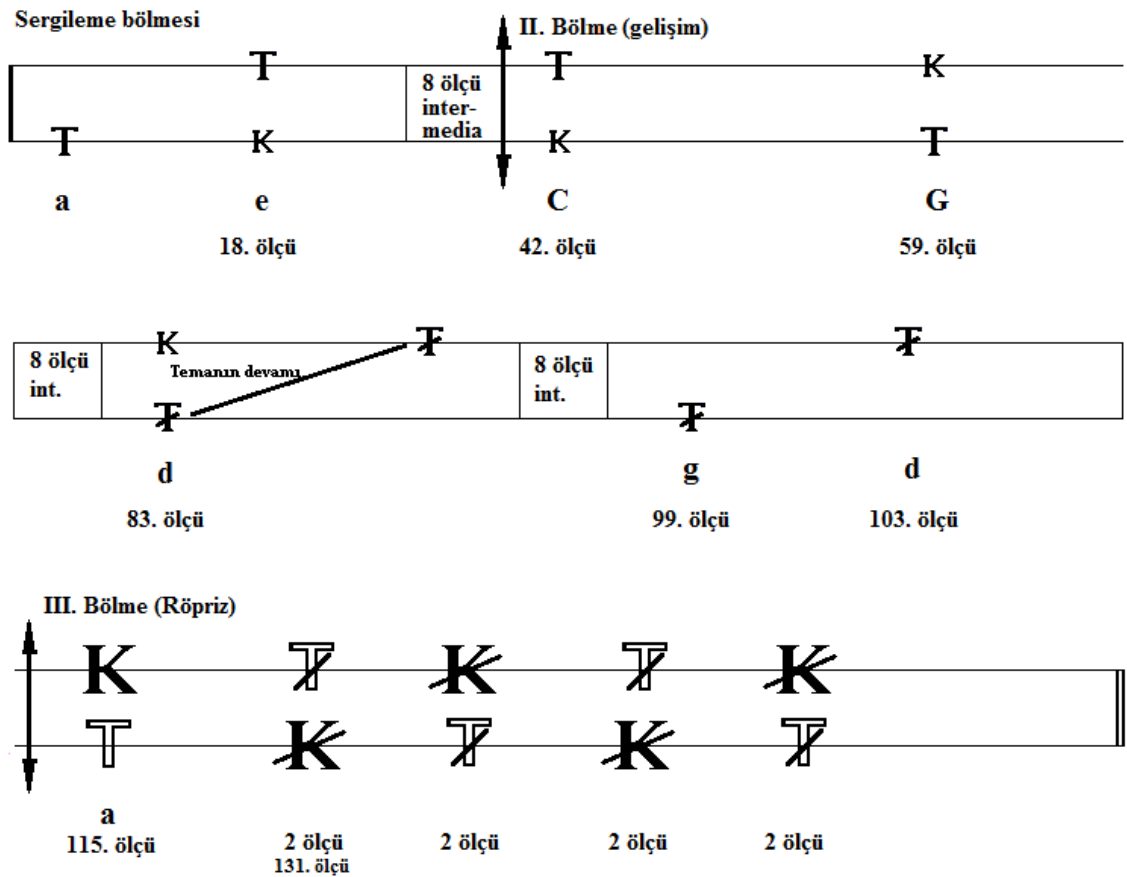 Sergileme bölmesi
II. Bölme (gelişim)
T
8 ölçü
inter-
media
T
K
T
K
K
T
a
e
C
G
18. ölçü
42. ölçü
59. ölçü
8 ölçü
int.
K
Temanın devamı
T
T
8 ölçü
int.
T
T
d
g
d
83. ölçü
99. ölçü
103. ölçü
III. Bölme (Röpriz)
K T K T K
T K T K T
a
115. ölçü
2 ölçü
131. ölçü
2 ölçü
2 ölçü
2 ölçü